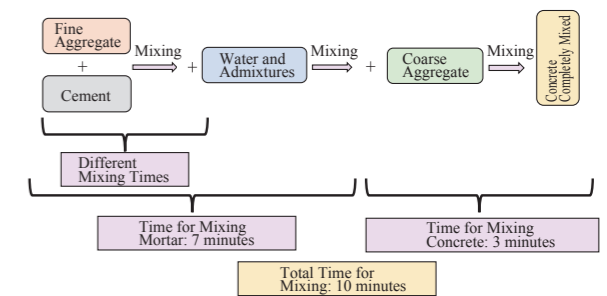 Fine
Aggregate
+
Cement
Mixing
+
Water and
Admixtures
Mixing
+
Coarse
Aggregate
Mixing
Concrete
Completely Mixed
Different
Mixing Times
Time for Mixing
Mortar: 7 minutes
Time for Mixing
Concrete: 3 minutes
Total Time for
Mixing: 10 minutes